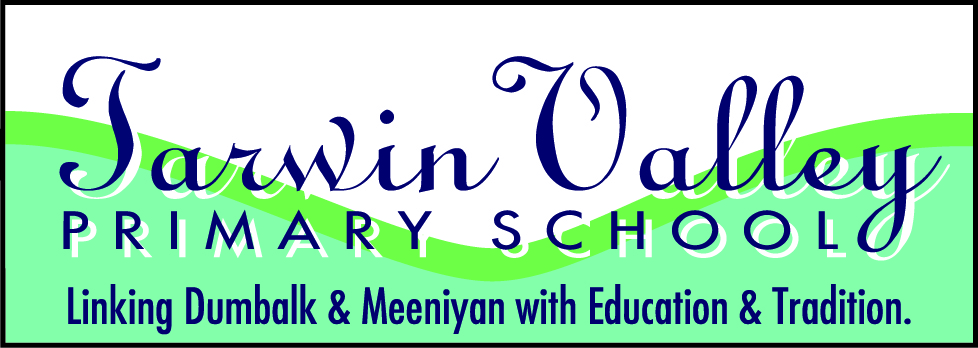 Tarwin Valley
PRIMARY SCHOOL
Linking Dumbalk & Meeniyan with Education & Tradition.